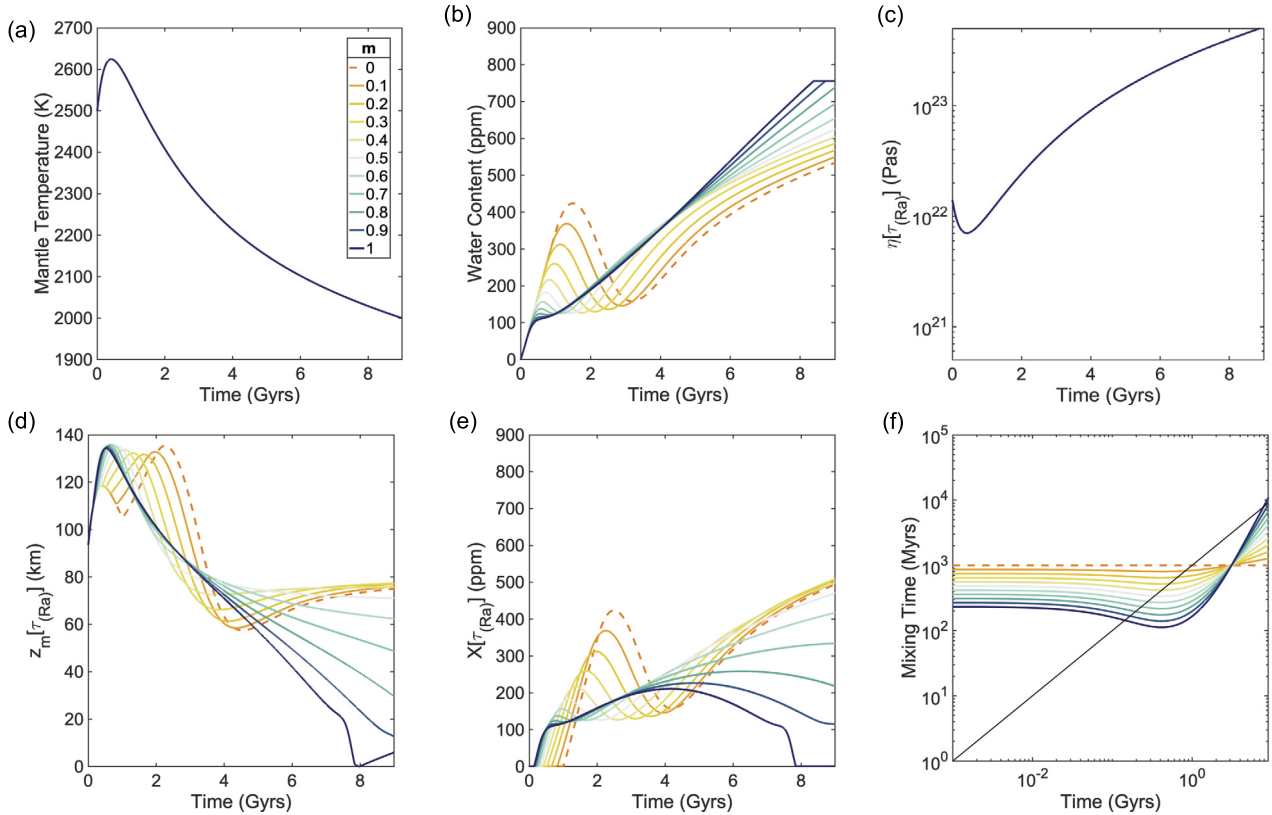 (a)
2700
2600
2500
2400
2300
2200
2100
2000
1900
0 2 4 6 8
Mantle Temperature (K)
Time (Gyrs)
m
0
0.1
0.2
0.3
0.4
0.5
0.6
0.7
0.8
0.9
1
(b)
900
800
700
600
500
400
300
200
100
0
0 2 4 6 8
Water Content (ppm)
Time (Gyrs)
(c)
10^23
10^22
10^21
0 2 4 6 8
η[τ(Ra)] (Pas)
Time (Gyrs)
(d)
140
120
100
80
60
40
20
0
0 2 4 6 8
z_m[τ(Ra)] (km)
Time (Gyrs)
(e)
900
800
700
600
500
400
300
200
100
0
0 2 4 6 8
X[τ(Ra)] (ppm)
Time (Gyrs)
(f)
10^5
10^4
10^3
10^2
10^1
10^0
10^-2 10^0
Mixing Time (Myrs)
Time (Gyrs)